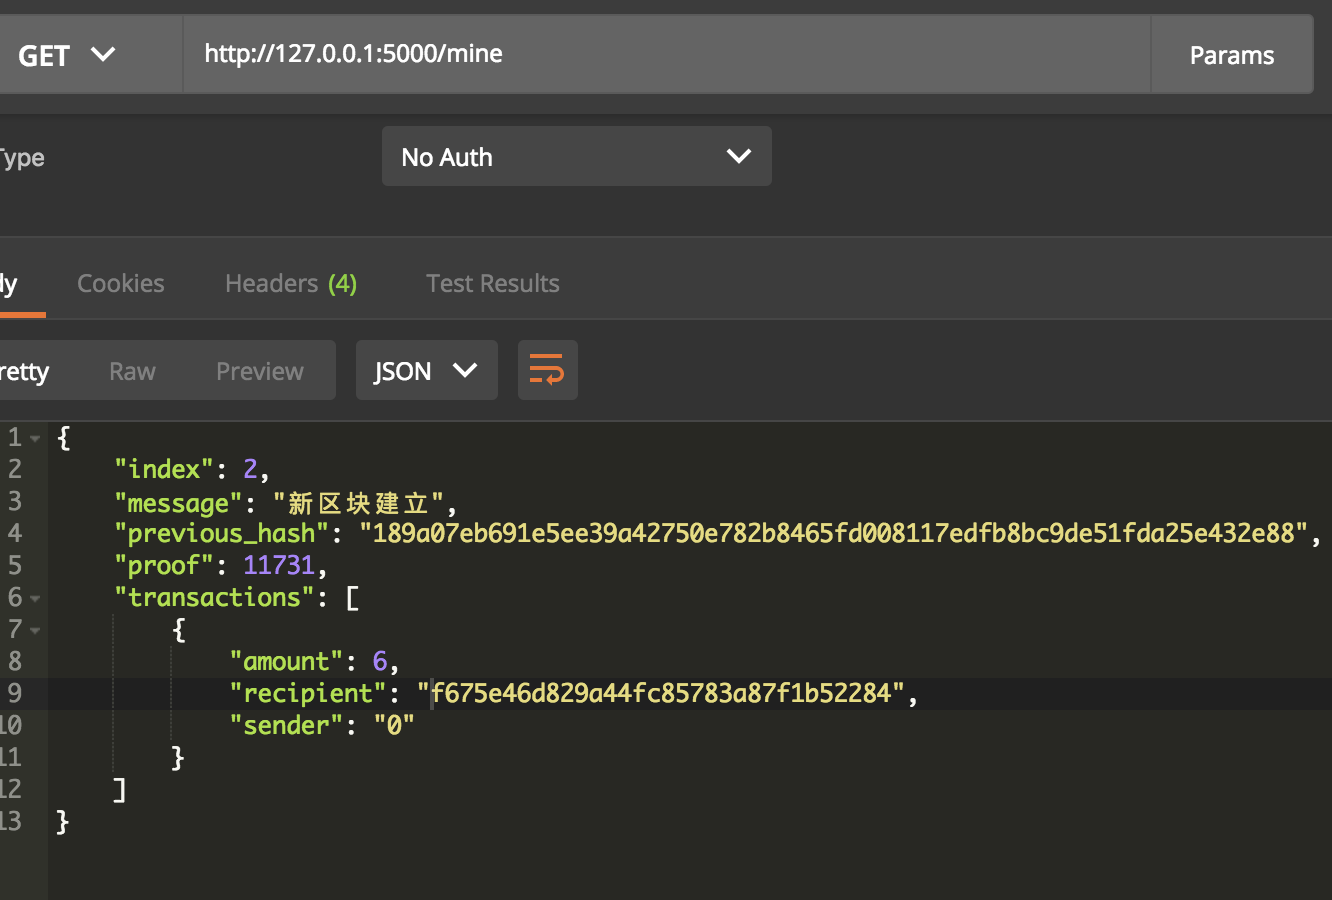 GET http://127.0.0.1:5000/mine Params
Type No Auth
dy Cookies Headers (4) Test Results
retty Raw Preview JSON
1 {
2 "index": 2,
3 "message": "新区块建立",
4 "previous_hash": "189a07eb691e5ee39a42750e782b8465fd008117edfb8bc9de51fda25e432e88",
5 "proof": 11731,
6 "transactions": [
7 {
8 "amount": 6,
9 "recipient": "f675e46d829a44fc85783a87f1b52284",
10 "sender": "0"
11 }
12 ]
13 }